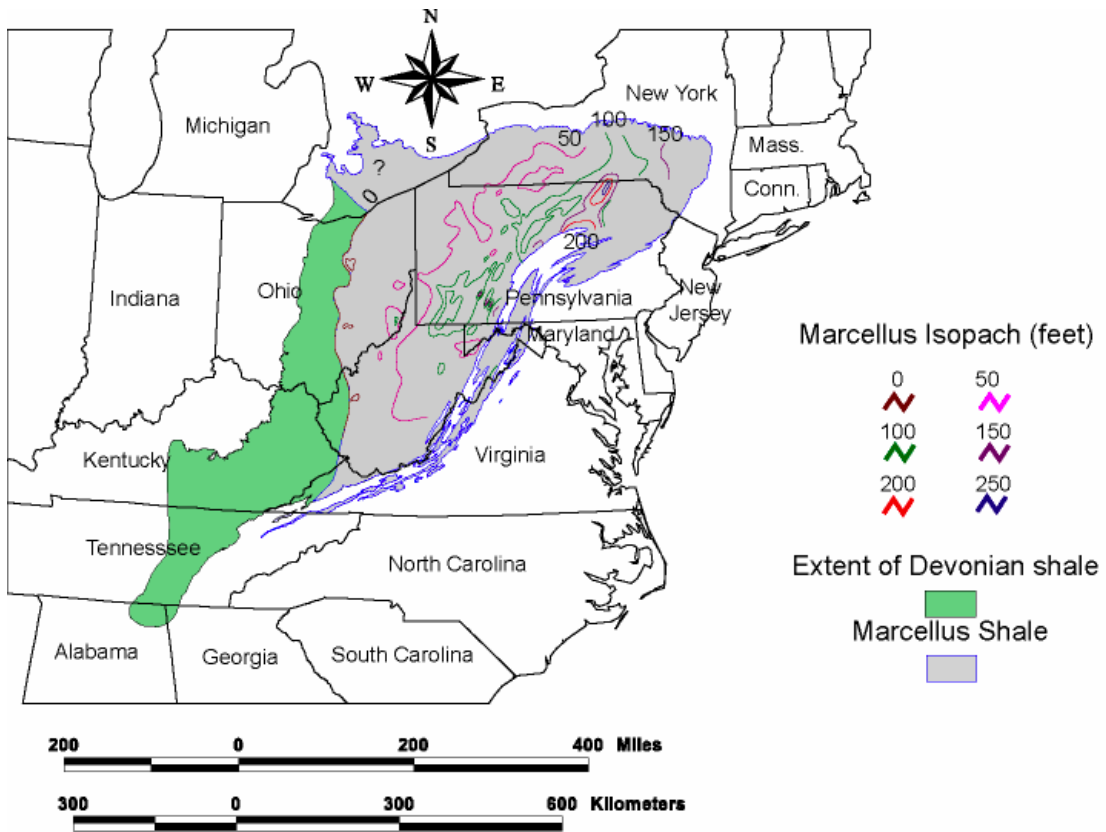 N
W
E
S
New York
Michigan
100
50
150
Mass.
?
Conn.
0
200
Indiana
Ohio
Pennsylvania
New
Jersey
Maryland
Marcellus Isopach (feet)
0
50
100
150
200
250
Kentucky
Virginia
Tennesssee
North Carolina
Extent of Devonian shale
Marcellus Shale
Alabama
Georgia
South Carolina
200 0 200 400 Miles
300 0 300 600 Kilometers